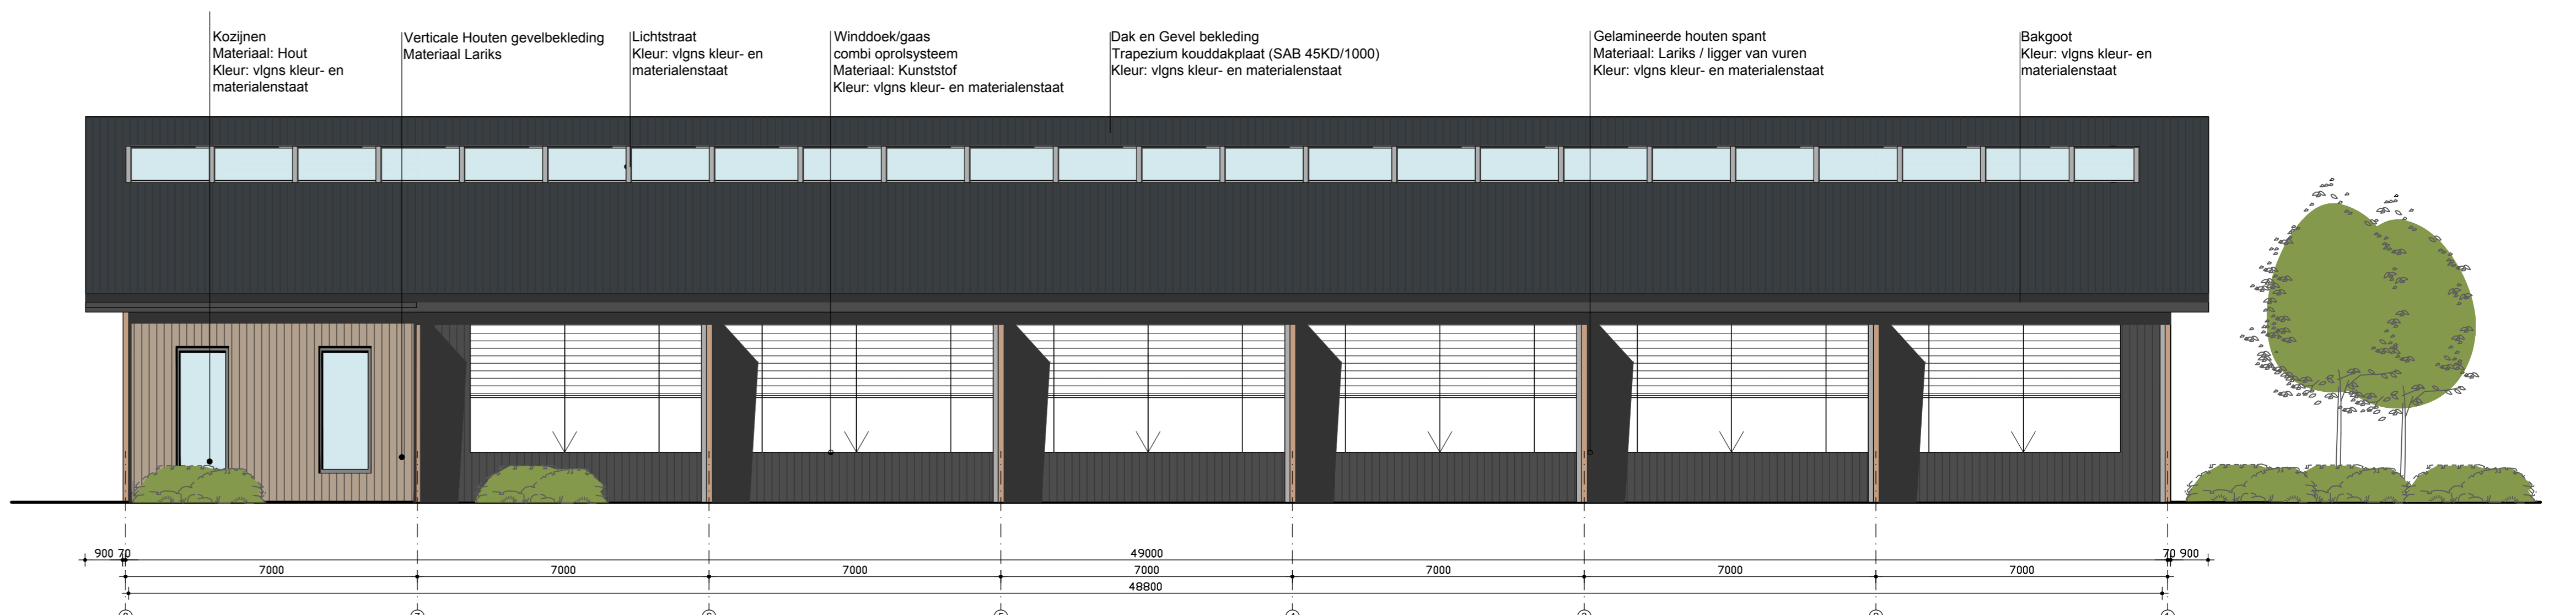 Kozijnen
Materiaal: Hout
Kleur: vlgns kleur- en
materialenstaat
Verticale Houten gevelbekleding
Materiaal Lariks
Lichtstraat
Kleur: vlgns kleur- en
materialenstaat
Winddoek/gaas
combi oprolsysteem
Materiaal: Kunststof
Kleur: vlgns kleur- en materialenstaat
Dak en Gevel bekleding
Trapezium kouddakplaat (SAB 45KD/1000)
Kleur: vlgns kleur- en materialenstaat
Gelamineerde houten spant
Materiaal: Lariks / ligger van vuren
Kleur: vlgns kleur- en materialenstaat
Bakgoot
Kleur: vlgns kleur- en
materialenstaat
900 70 49000 70 900
7000 7000 7000 7000 7000 7000 7000
48800